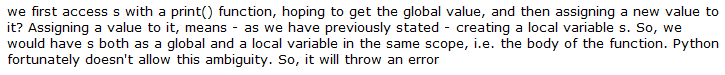 we first access s with a print() function, hoping to get the global value, and then assigning a new value to
it? Assigning a value to it, means - as we have previously stated - creating a local variable s. So, we
would have s both as a global and a local variable in the same scope, i.e. the body of the function. Python
fortunately doesn't allow this ambiguity. So, it will throw an error